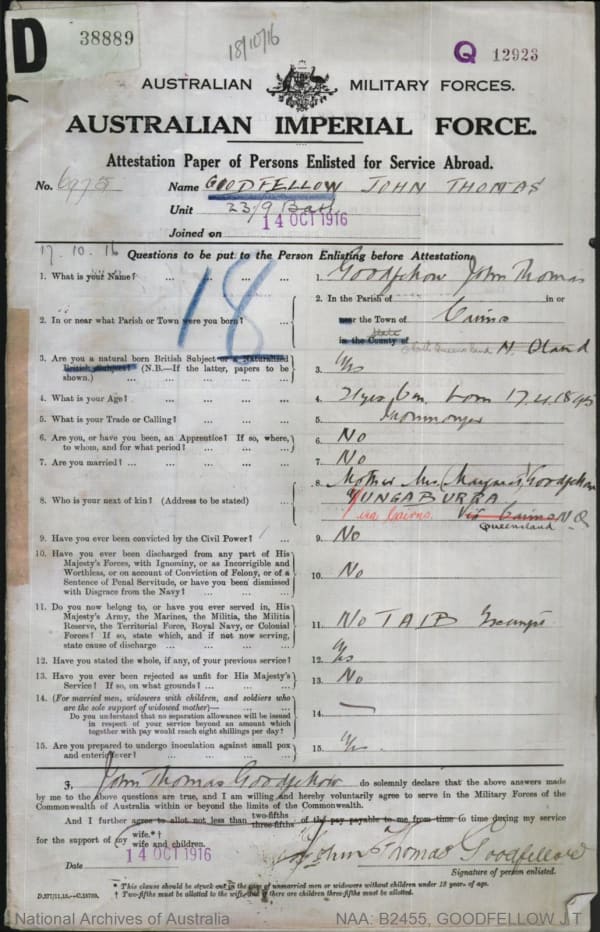 D
38889
18/10/16
Q 12923
AUSTRALIAN MILITARY FORCES.
AUSTRALIAN IMPERIAL FORCE.
Attestation Paper of Persons Enlisted for Service Abroad.
No. 6975 Name GOODFELLOW JOHN THOMAS
Unit 23/9 Batt
Joined on 14 OCT 1916
17.10.16 Questions to be put to the Person Enlisting before Attestation.
18
1. What is your Name? ... ... ... ... 1. Goodfellow John Thomas
2. In or near what Parish or Town were you born? ... 2. In the Parish of in or
near the Town of Cairns
in the County of State Queensland N. Qland
3. Are you a natural born British Subject or a Naturalized
British Subject? (N.B.—If the latter, papers to be
shown.) ... ... ... ... 3. Yes
4. What is your Age? ... ... ... ... 4. 21 yrs 6m. born 17.4.1895
5. What is your Trade or Calling? ... ... ... 5. Ironmonger
6. Are you, or have you been, an Apprentice? If so, where,
to whom, and for what period? ... ... 6. No
7. Are you married? ... ... ... ... 7. No
8. Who is your next of kin? (Address to be stated) ... 8. Mother Mrs (Margaret) Goodfellow
YUNGABURRA
via Cairns. Via Cairns N. Q
Queensland
9. Have you ever been convicted by the Civil Power? ... 9. No
10. Have you ever been discharged from any part of His
Majesty's Forces, with Ignominy, or as Incorrigible and
Worthless, or on account of Conviction of Felony, or of a
Sentence of Penal Servitude, or have you been dismissed
with Disgrace from the Navy? ... ... 10. No
11. Do you now belong to, or have you ever served in, His
Majesty's Army, the Marines, the Militia, the Militia
Reserve, the Territorial Force, Royal Navy, or Colonial
Forces? If so, state which, and if not now serving,
state cause of discharge ... ... ... 11. No
12. Have you stated the whole, if any, of your previous service? 12. Yes
13. Have you ever been rejected as unfit for His Majesty's
Service? If so, on what grounds? ... ... 13. No
14. (For married men, widowers with children, and soldiers who
are the sole support of widowed mother)—
Do you understand that no separation allowance will be issued
in respect of your service beyond an amount which
together with pay would reach eight shillings per day? 14. —
15. Are you prepared to undergo inoculation against small pox
and enteric fever? ... ... ... ... 15. Yes.
I, John Thomas Goodfellow do solemnly declare that the above answers made
by me to the above questions are true, and I am willing and hereby voluntarily agree to serve in the Military Forces of the
Commonwealth of Australia within or beyond the limits of the Commonwealth.
And I further agree to allot not less than two-fifths three-fifths of the pay payable to me from time to time during my service
for the support of my wife.*† wife and children.
Date 14 OCT 1916 John Thomas Goodfellow
Signature of person enlisted.
* This clause should be struck out in the case of unmarried men or widowers without children under 18 years of age.
† Two-fifths must be allotted to the wife, and if there are children three-fifths must be allotted.
National Archives of Australia NAA: B2455, GOODFELLOW J T